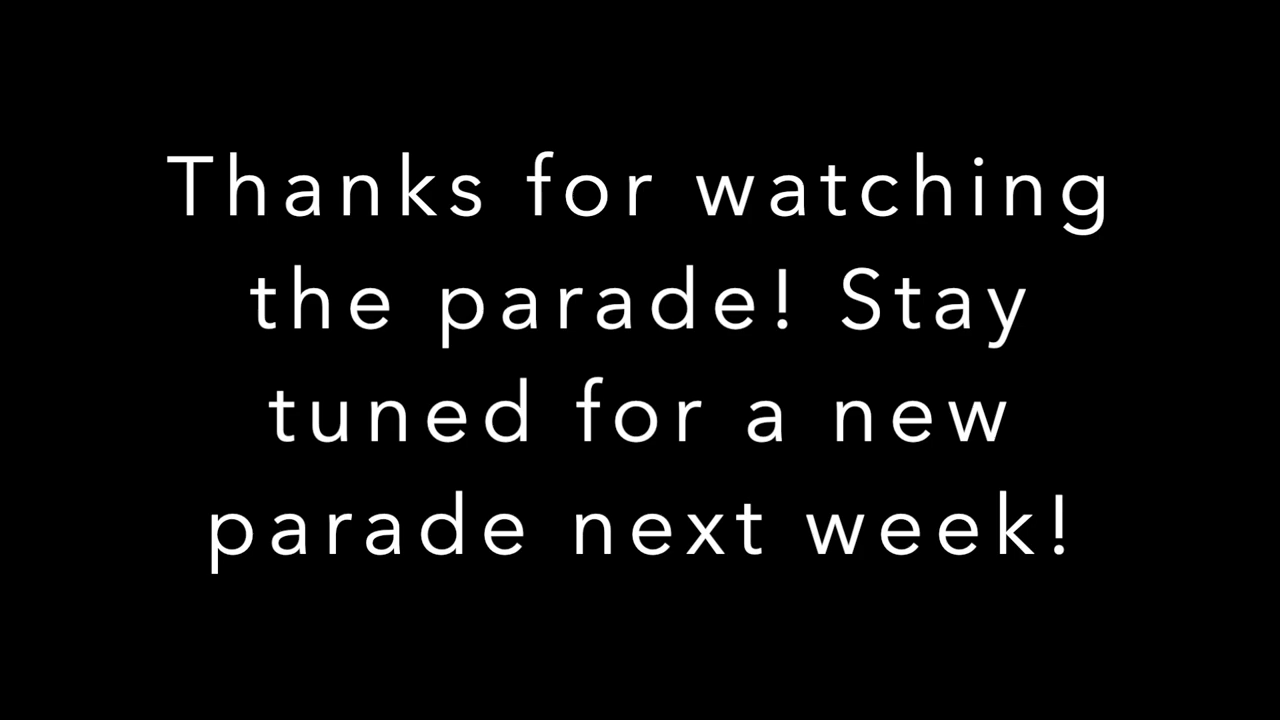 Thanks for watching
the parade! Stay
tuned for a new
parade next week!